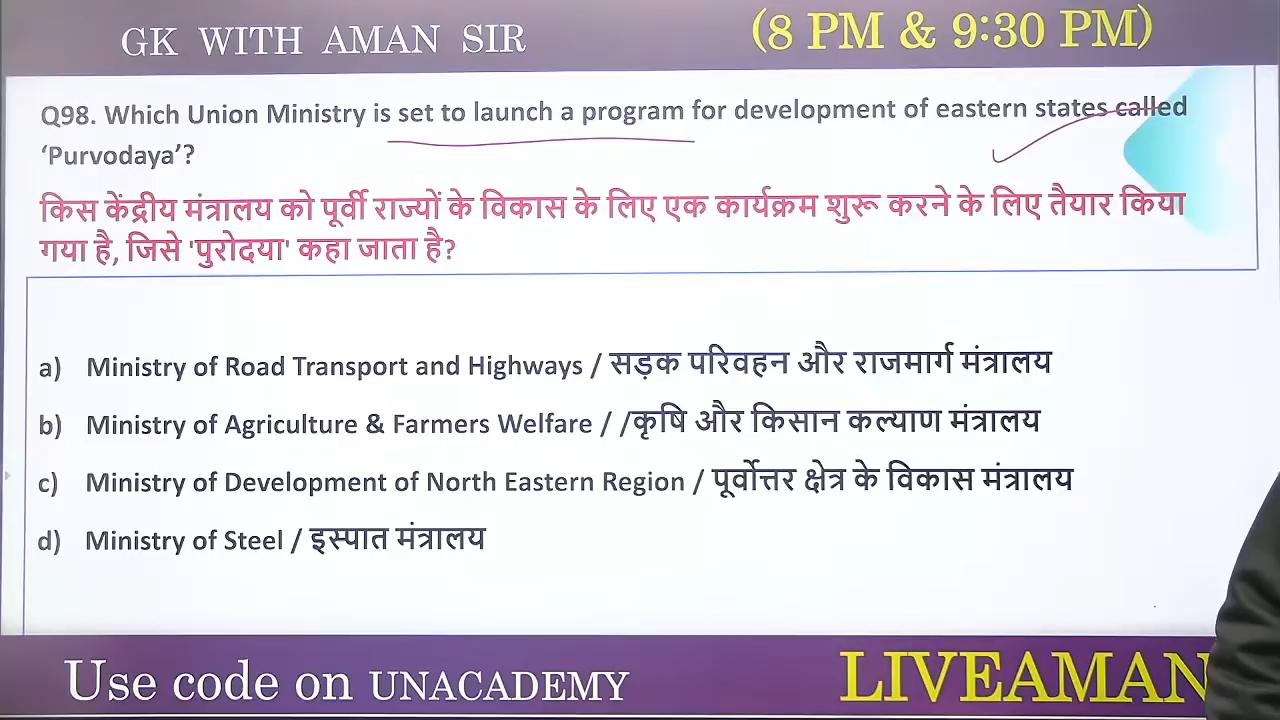 GK WITH AMAN SIR
(8 PM & 9:30 PM)
Q98. Which Union Ministry is set to launch a program for development of eastern states called
‘Purvodaya’?
किस केंद्रीय मंत्रालय को पूर्वी राज्यों के विकास के लिए एक कार्यक्रम शुरू करने के लिए तैयार किया
गया है, जिसे 'पुरोदया' कहा जाता है?
a) Ministry of Road Transport and Highways / सड़क परिवहन और राजमार्ग मंत्रालय
b) Ministry of Agriculture & Farmers Welfare / /कृषि और किसान कल्याण मंत्रालय
c) Ministry of Development of North Eastern Region / पूर्वोत्तर क्षेत्र के विकास मंत्रालय
d) Ministry of Steel / इस्पात मंत्रालय
Use code on UNACADEMY
LIVEAMAN